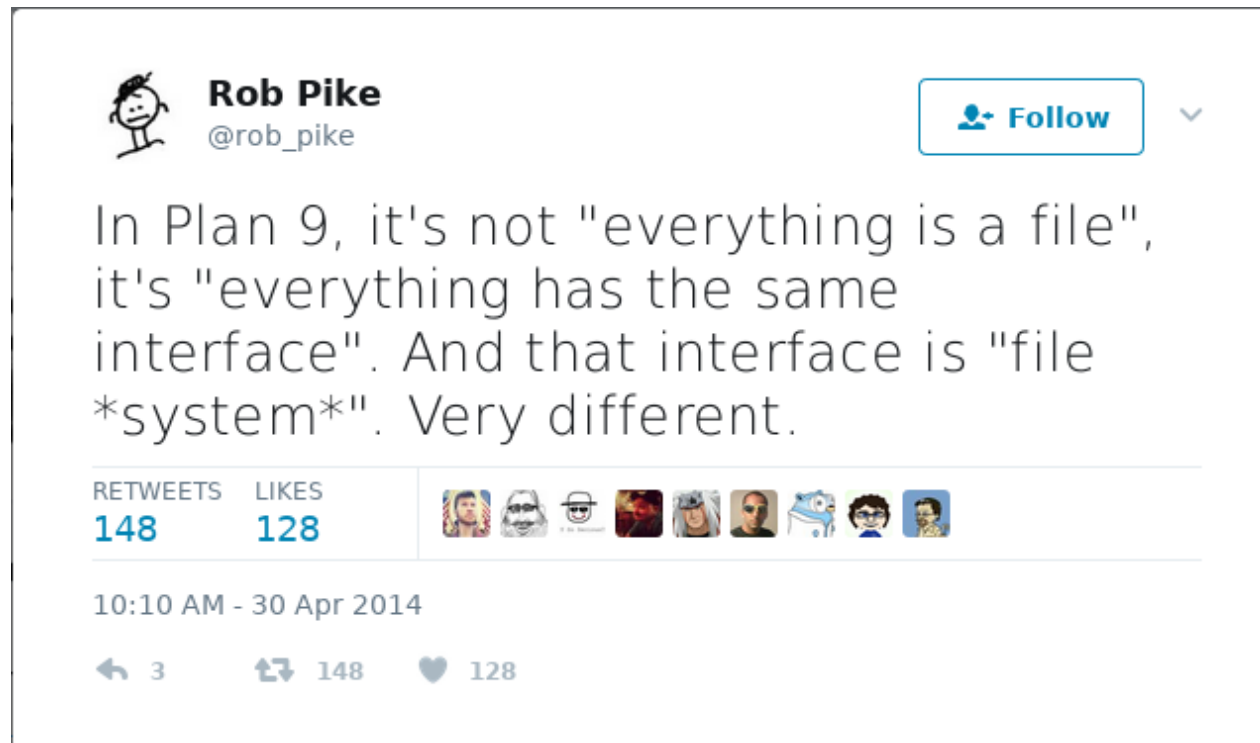 Rob Pike
@rob_pike
Follow
In Plan 9, it's not "everything is a file",
it's "everything has the same
interface". And that interface is "file
*system*". Very different.
RETWEETS LIKES
148 128
10:10 AM - 30 Apr 2014
3 148 128